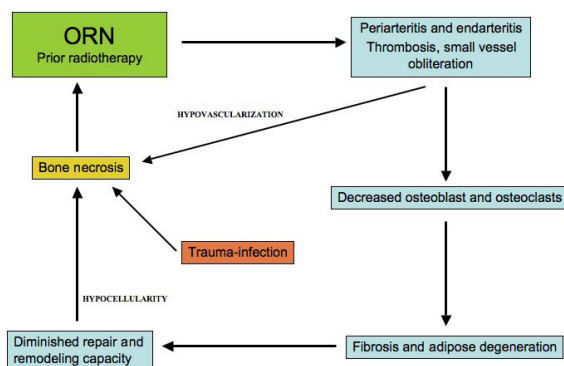 ORN
Prior radiotherapy
Periarteritis and endarteritis
Thrombosis, small vessel
obliteration
HYPOVASCULARIZATION
Bone necrosis
Decreased osteoblast and osteoclasts
Trauma-infection
HYPOCELLULARITY
Diminished repair and
remodeling capacity
Fibrosis and adipose degeneration